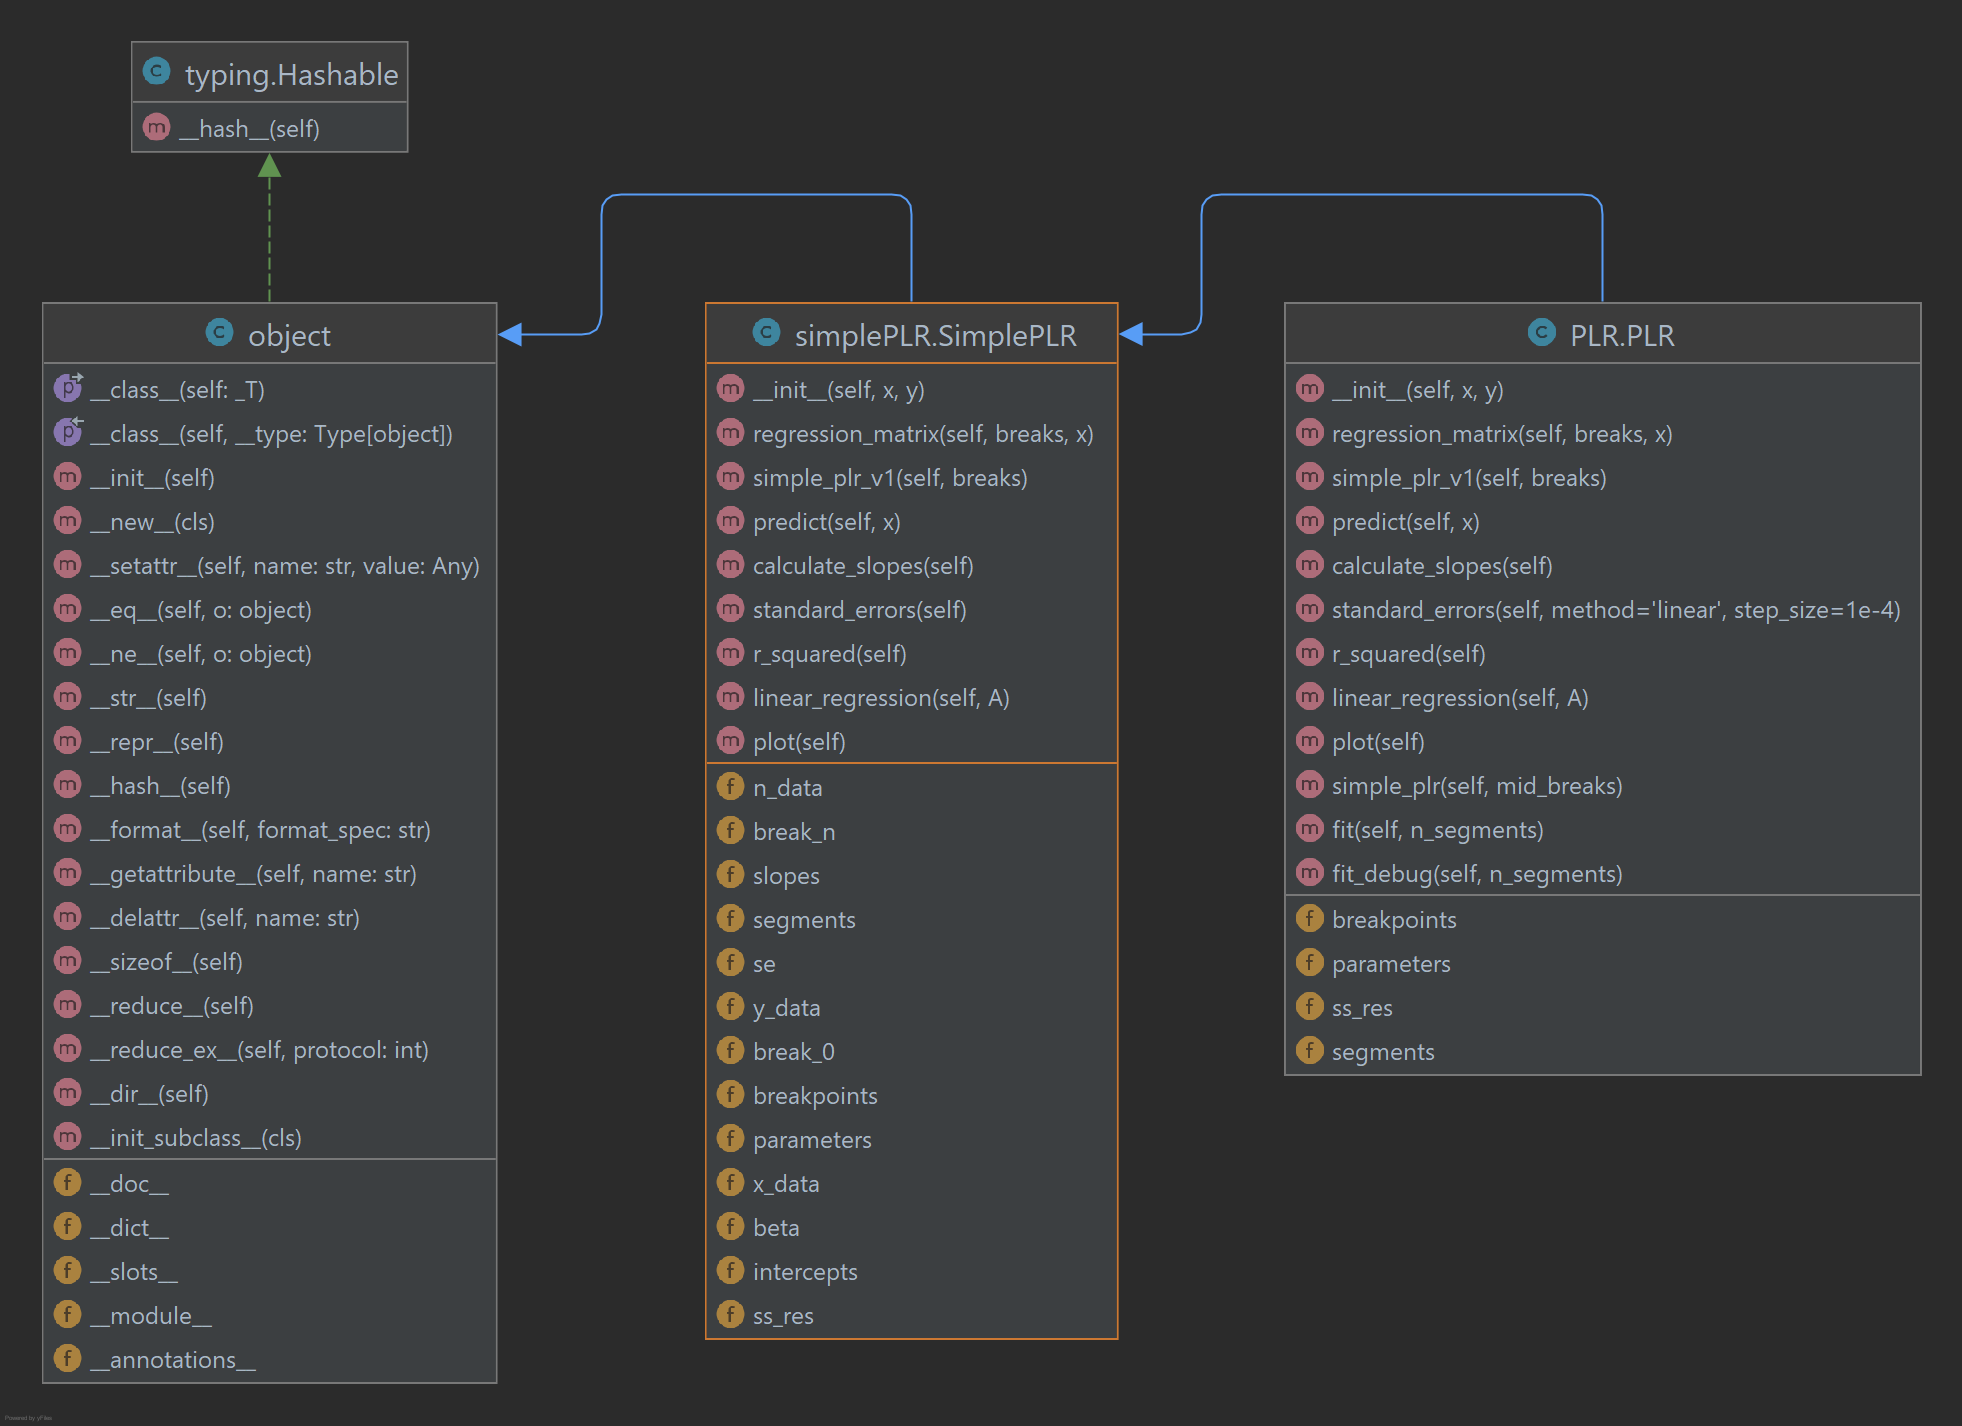 typing.Hashable
__hash__(self)
object
__class__(self: _T)
__class__(self, __type: Type[object])
__init__(self)
__new__(cls)
__setattr__(self, name: str, value: Any)
__eq__(self, o: object)
__ne__(self, o: object)
__str__(self)
__repr__(self)
__hash__(self)
__format__(self, format_spec: str)
__getattribute__(self, name: str)
__delattr__(self, name: str)
__sizeof__(self)
__reduce__(self)
__reduce_ex__(self, protocol: int)
__dir__(self)
__init_subclass__(cls)
__doc__
__dict__
__slots__
__module__
__annotations__
simplePLR.SimplePLR
__init__(self, x, y)
regression_matrix(self, breaks, x)
simple_plr_v1(self, breaks)
predict(self, x)
calculate_slopes(self)
standard_errors(self)
r_squared(self)
linear_regression(self, A)
plot(self)
n_data
break_n
slopes
segments
se
y_data
break_0
breakpoints
parameters
x_data
beta
intercepts
ss_res
PLR.PLR
__init__(self, x, y)
regression_matrix(self, breaks, x)
simple_plr_v1(self, breaks)
predict(self, x)
calculate_slopes(self)
standard_errors(self, method='linear', step_size=1e-4)
r_squared(self)
linear_regression(self, A)
plot(self)
simple_plr(self, mid_breaks)
fit(self, n_segments)
fit_debug(self, n_segments)
breakpoints
parameters
ss_res
segments
Powered by yFiles